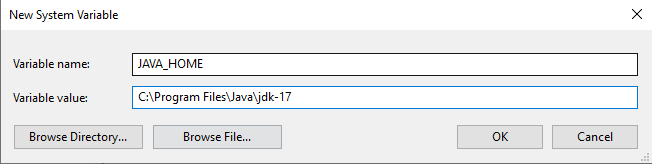 New System Variable
Variable name: JAVA_HOME
Variable value: C:\Program Files\Java\jdk-17
Browse Directory... Browse File... OK Cancel